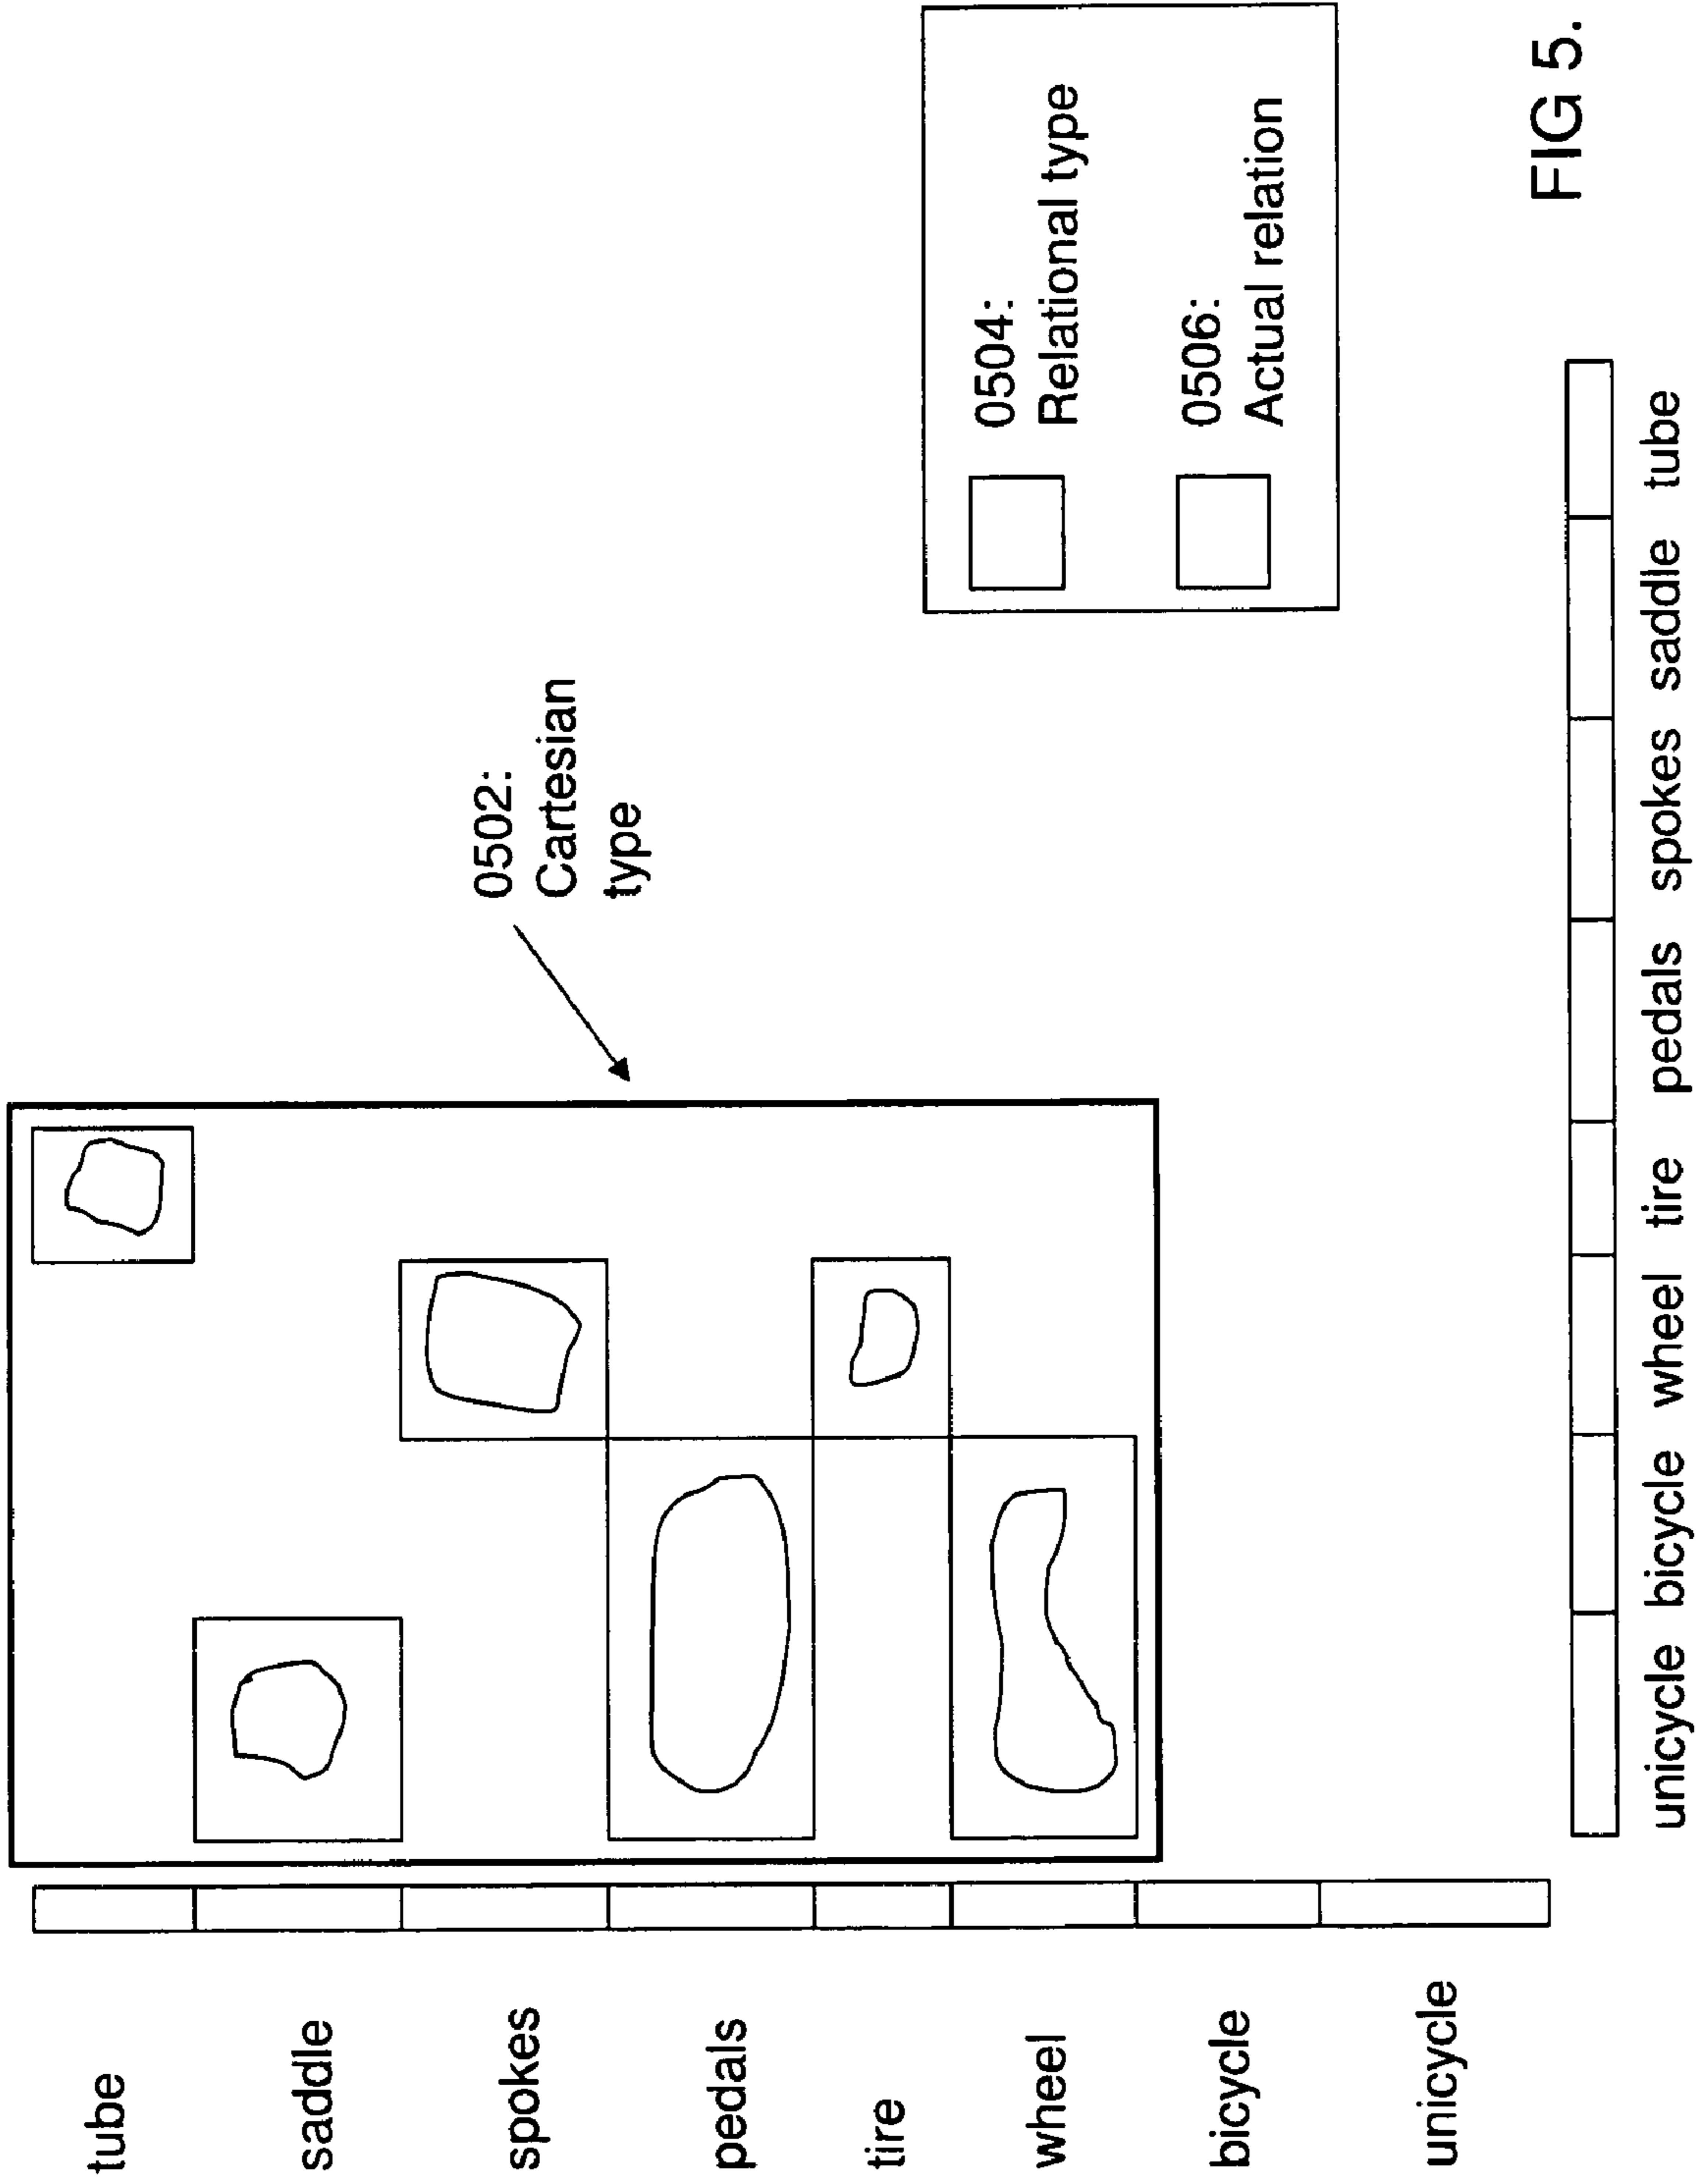 tube
saddle
spokes
pedals
tire
wheel
bicycle
unicycle
0502:
Cartesian
type
0504:
Relational type
0506:
Actual relation
unicycle bicycle wheel tire pedals spokes saddle tube
FIG 5.